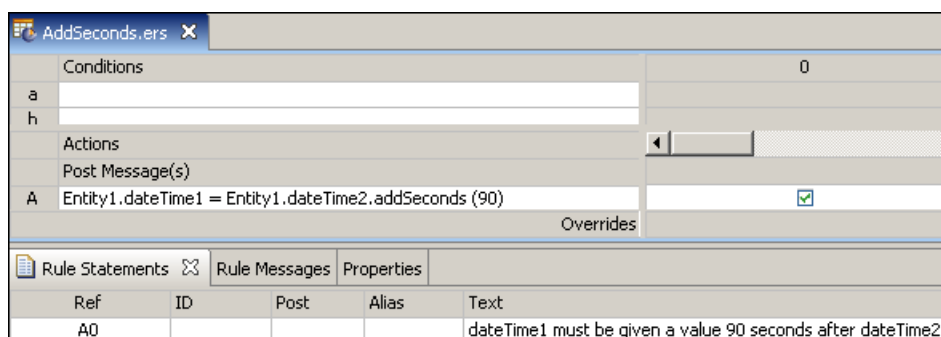 AddSeconds.ers
Conditions 0
a
Actions
Post Message(s)
A Entity1.dateTime1 = Entity1.dateTime2.addSeconds (90)
Overrides
Rule Statements Rule Messages Properties
Ref ID Post Alias Text
A0 dateTime1 must be given a value 90 seconds after dateTime2